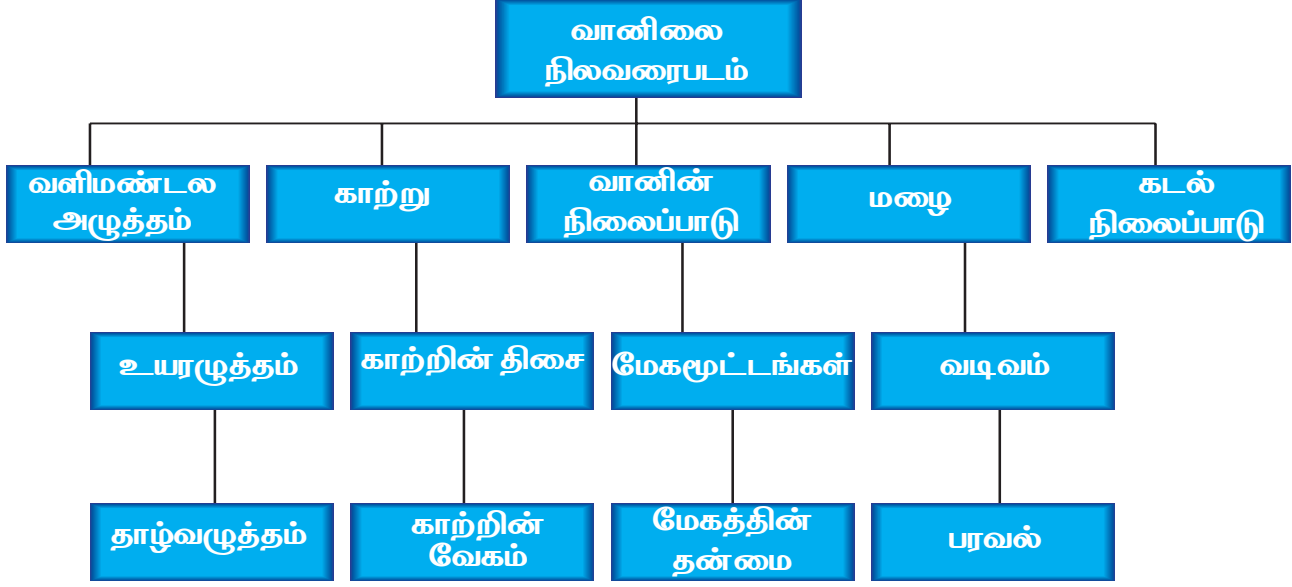 வானிலை
நிலவரைபடம்
வளிமண்டல
அழுத்தம்
காற்று
வானின்
நிலைப்பாடு
மழை
கடல்
நிலைப்பாடு
உயரழுத்தம்
காற்றின் திசை
மேகமூட்டங்கள்
வடிவம்
தாழ்வழுத்தம்
காற்றின்
வேகம்
மேகத்தின்
தன்மை
பரவல்